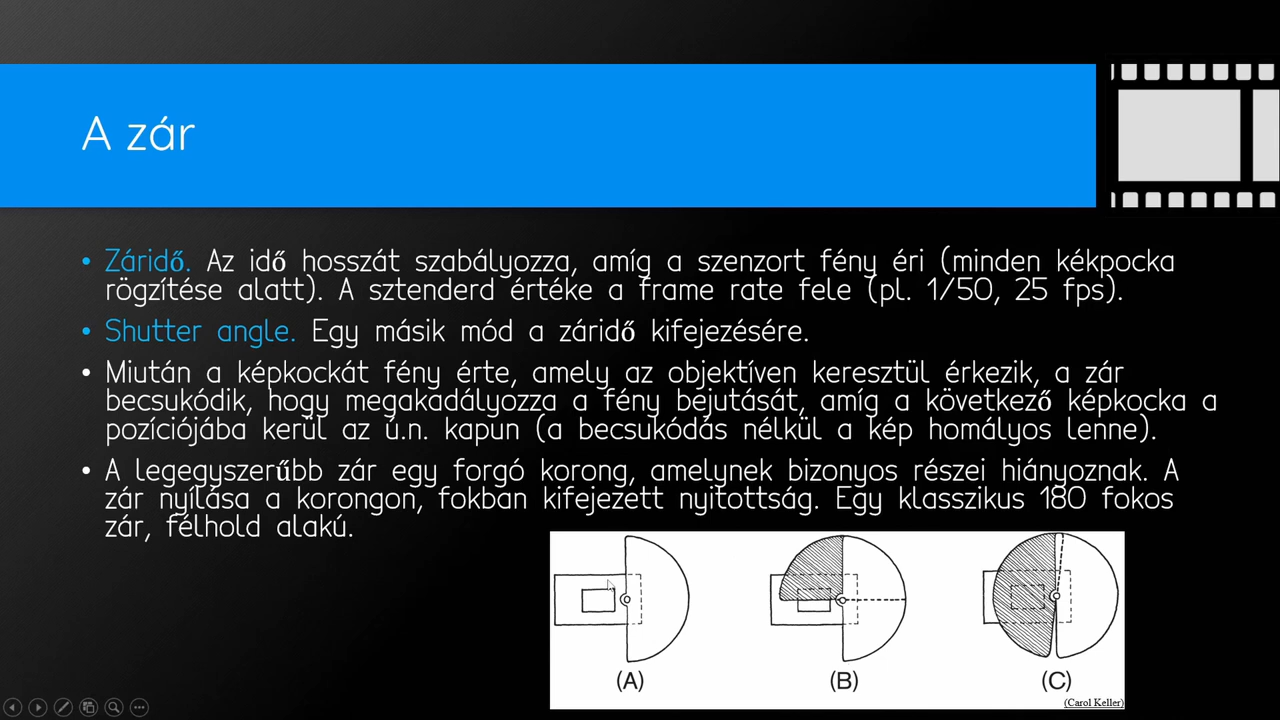 A zár
• Záridő. Az idő hosszát szabályozza, amíg a szenzort fény éri (minden kékpocka
rögzítése alatt). A sztenderd értéke a frame rate fele (pl. 1/50, 25 fps).
• Shutter angle. Egy másik mód a záridő kifejezésére.
• Miután a képkockát fény érte, amely az objektíven keresztül érkezik, a zár
becsukódik, hogy megakadályozza a fény bejutását, amíg a következő képkocka a
pozíciójába kerül az ú.n. kapun (a becsukódás nélkül a kép homályos lenne).
• A legegyszerűbb zár egy forgó korong, amelynek bizonyos részei hiányoznak. A
zár nyílása a korongon, fokban kifejezett nyitottság. Egy klasszikus 180 fokos
zár, félhold alakú.
(A) (B) (C)
(Carol Keller)